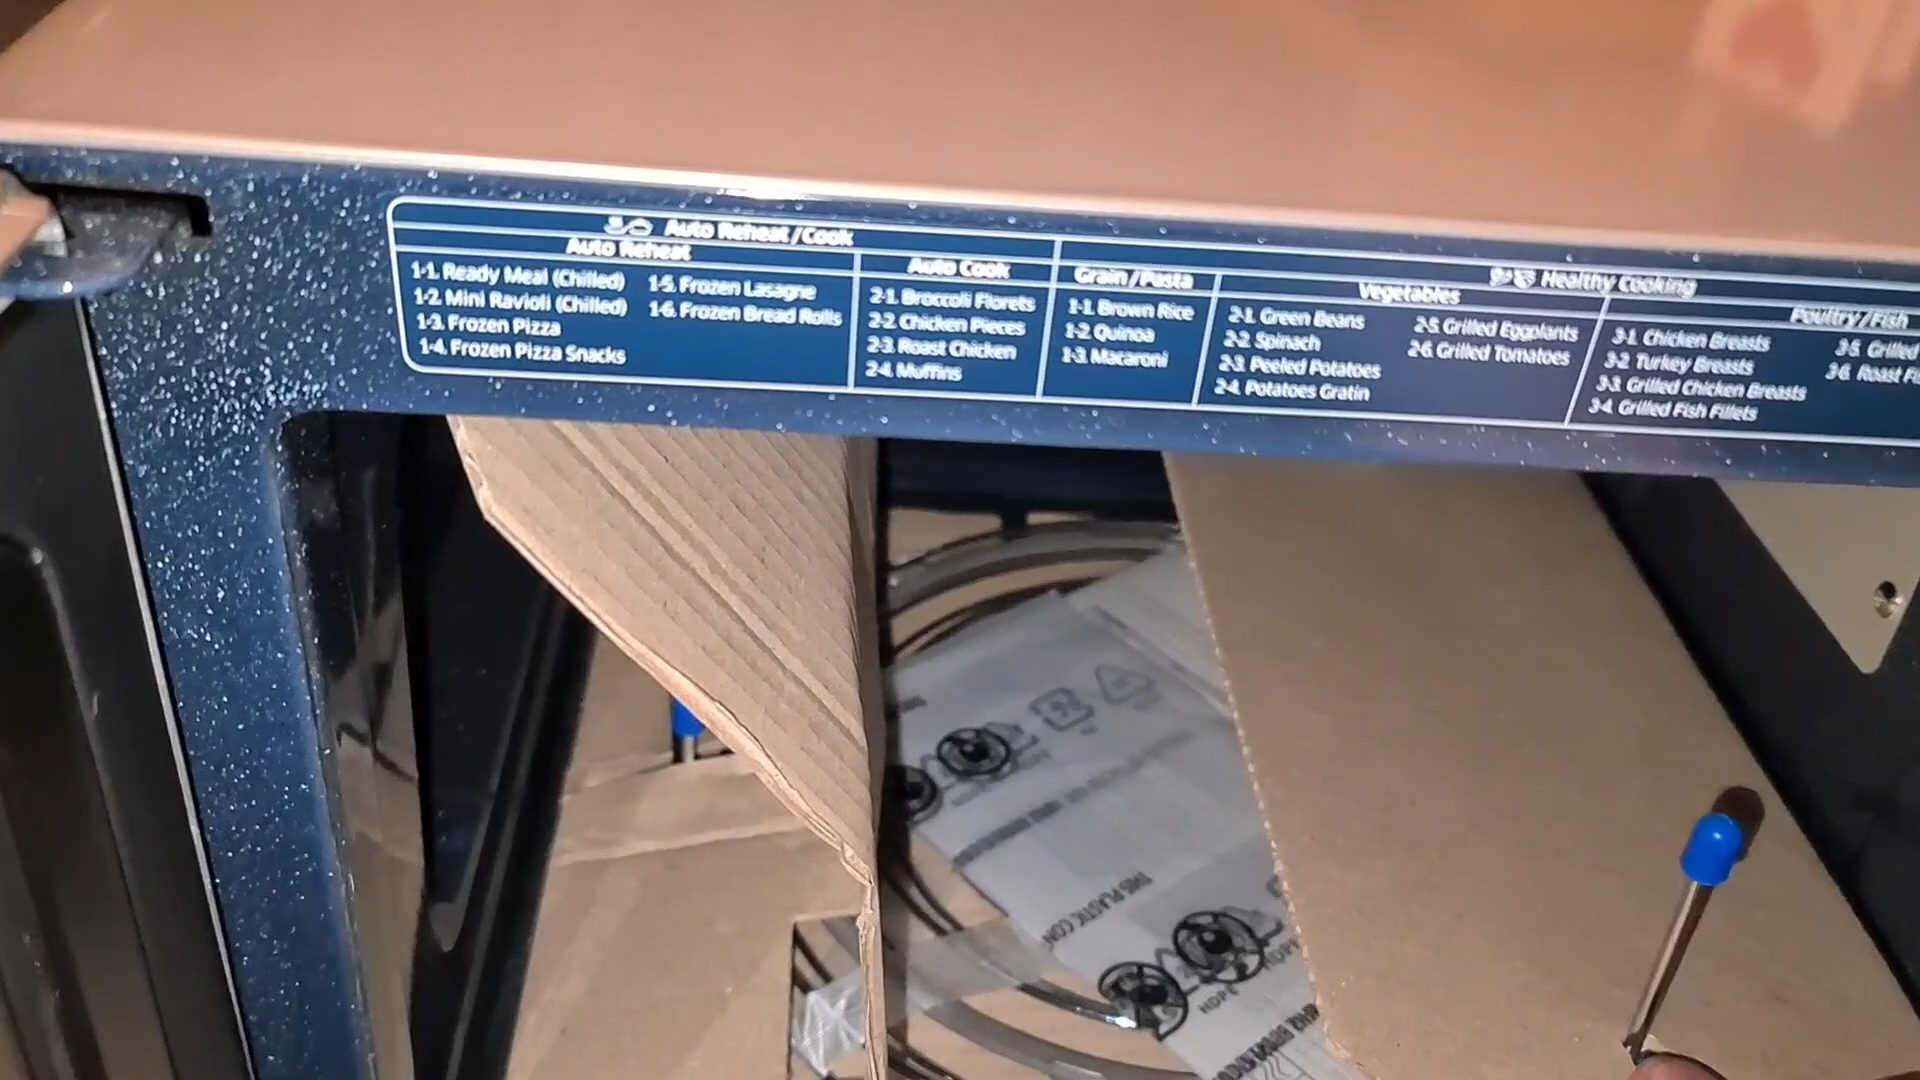 Auto Reheat/Cook
Auto Reheat
1-1. Ready Meal (Chilled)
1-2. Mini Ravioli (Chilled)
1-3. Frozen Pizza
1-4. Frozen Pizza Snacks
1-5. Frozen Lasagne
1-6. Frozen Bread Rolls
Auto Cook
2-1. Broccoli Florets
2-2. Chicken Pieces
2-3. Roast Chicken
2-4. Muffins
Healthy Cooking
Grain/Pasta
1-1. Brown Rice
1-2. Quinoa
1-3. Macaroni
Vegetables
2-1. Green Beans
2-2. Spinach
2-3. Peeled Potatoes
2-4. Potatoes Gratin
2-5. Grilled Eggplants
2-6. Grilled Tomatoes
Poultry/Fish
3-1. Chicken Breasts
3-2. Turkey Breasts
3-3. Grilled Chicken Breasts
3-4. Grilled Fish Fillets
3-5. Grilled
3-6. Roast
THIS PLASTIC
HDPE